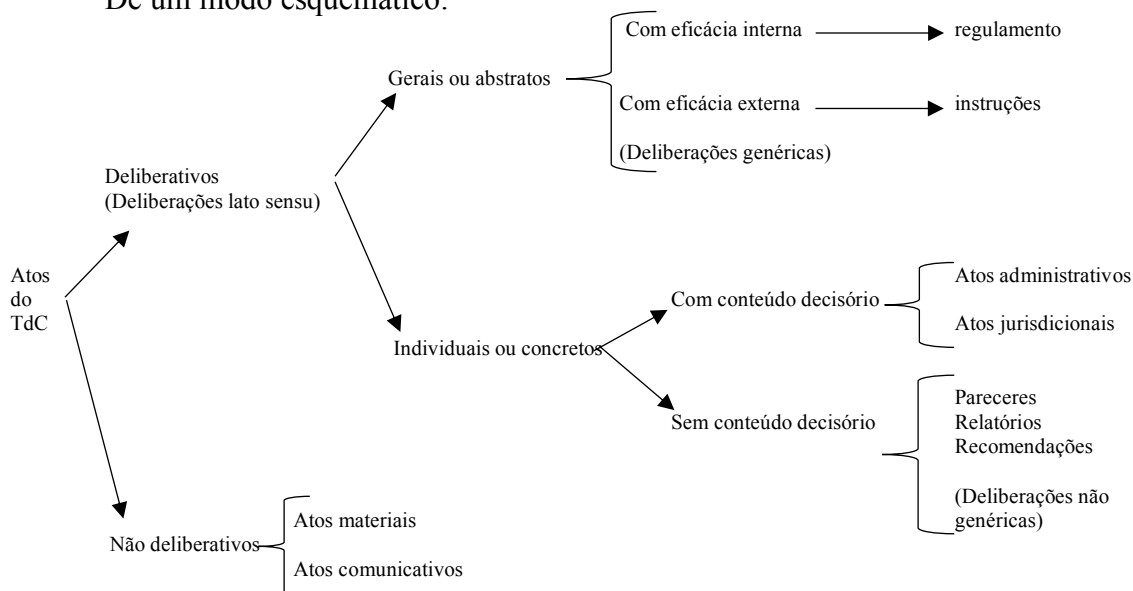 De um modo esquemático:
Com eficácia interna
regulamento
Gerais ou abstratos
Com eficácia externa
instruções
(Deliberações genéricas)
Deliberativos
(Deliberações lato sensu)
Atos
do
TdC
Com conteúdo decisório
Atos administrativos
Atos jurisdicionais
Individuais ou concretos
Sem conteúdo decisório
Pareceres
Relatórios
Recomendações
(Deliberações não
genéricas)
Não deliberativos
Atos materiais
Atos comunicativos